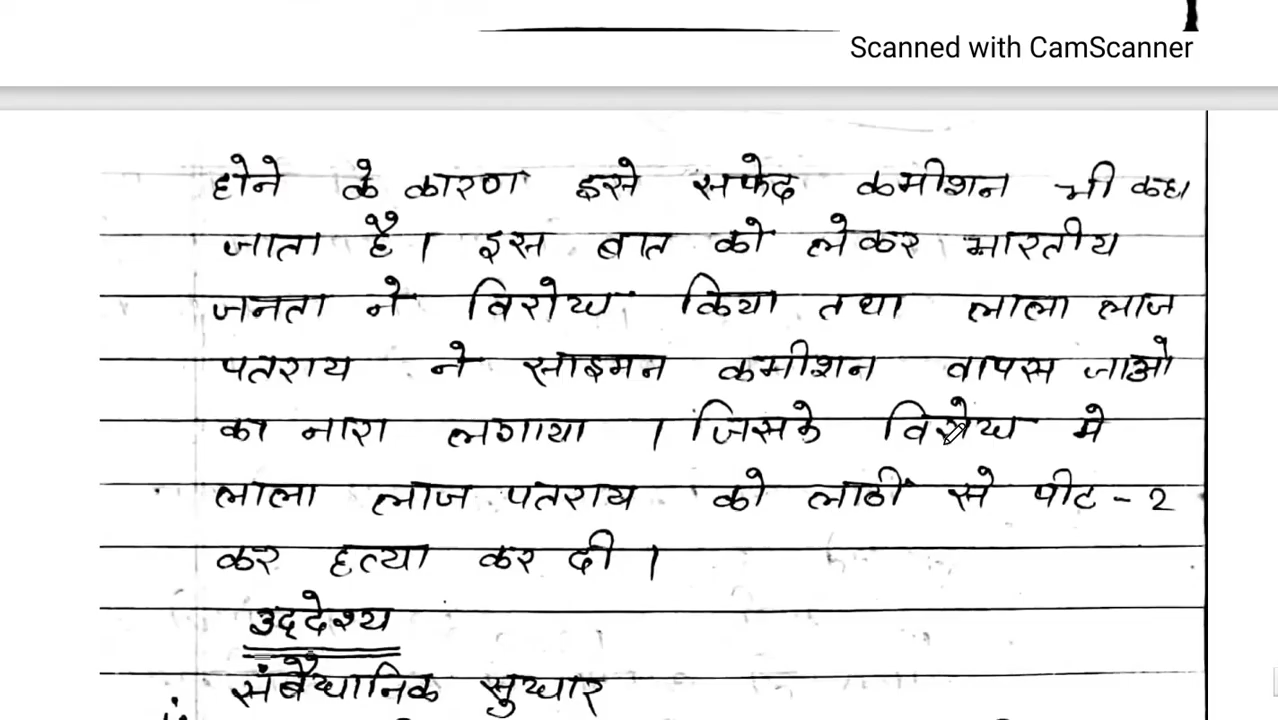 Scanned with CamScanner
होने के कारण इसे सफेद कमीशन भी कहा
जाता है। इस बात को लेकर भारतीय
जनता ने विरोध किया तथा लाला लाज
पतराय ने साइमन कमीशन वापस जाओ
का नारा लगाया । जिसके विरोध मे
लाला लाज पतराय को लाठी से पीट-2
कर हत्या कर दी ।
उद्देश्य
संबैधानिक सुधार